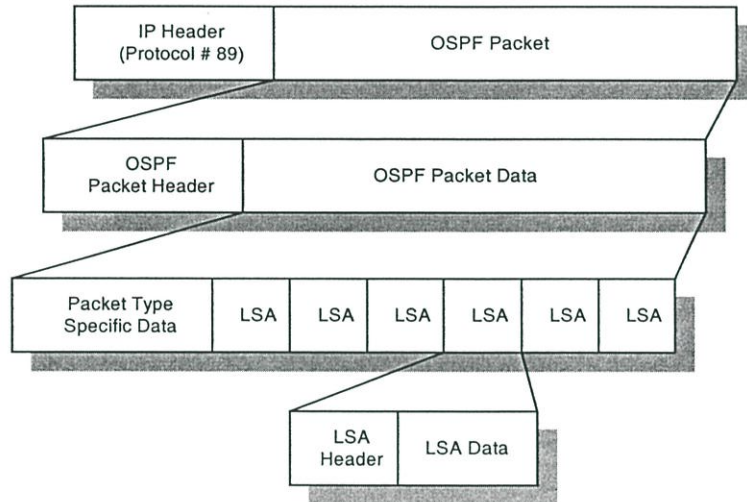 IP Header
(Protocol # 89)
OSPF Packet
OSPF
Packet Header
OSPF Packet Data
Packet Type
Specific Data
LSA
LSA
LSA
LSA
LSA
LSA
LSA
Header
LSA Data